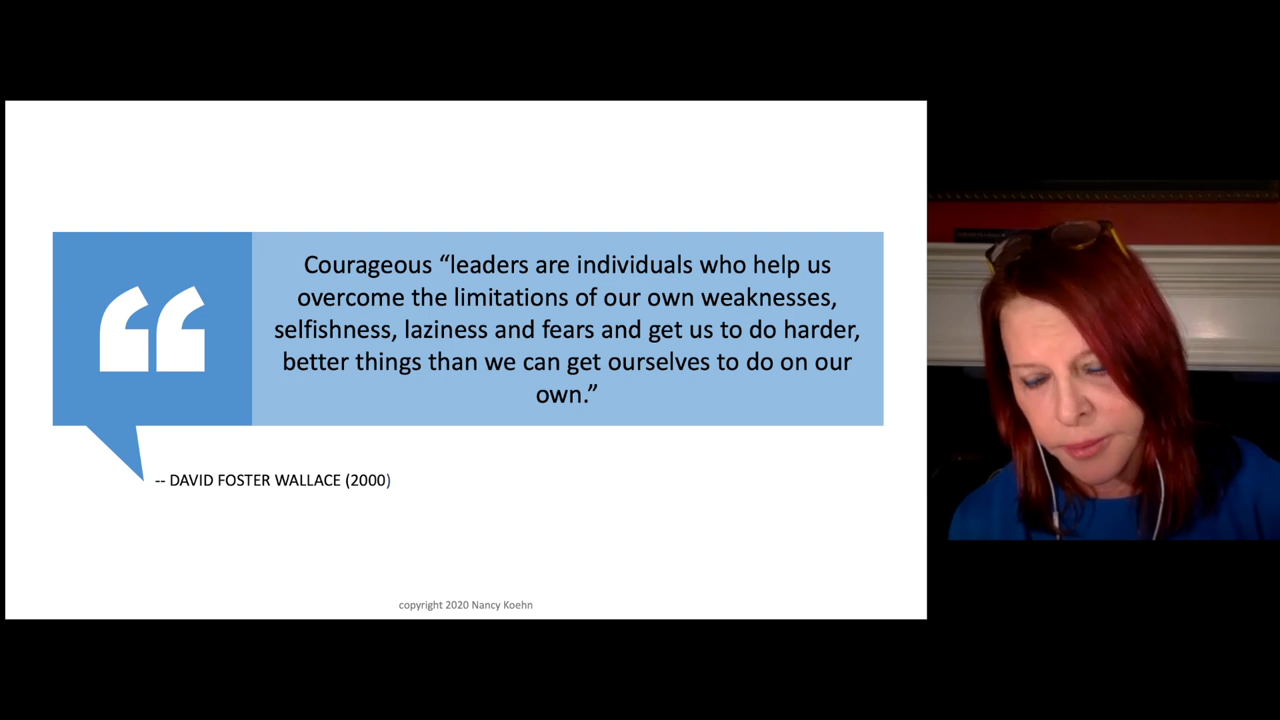 Courageous “leaders are individuals who help us
overcome the limitations of our own weaknesses,
selfishness, laziness and fears and get us to do harder,
better things than we can get ourselves to do on our
own.”
-- DAVID FOSTER WALLACE (2000)
copyright 2020 Nancy Koehn